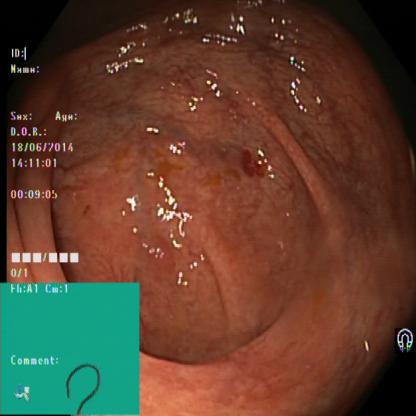 ID:
Name:
Sex: Age:
D.O.B.:
18/06/2014
14:11:01
00:09:05
0/1
Eh:A1 Cm:1
Comment: